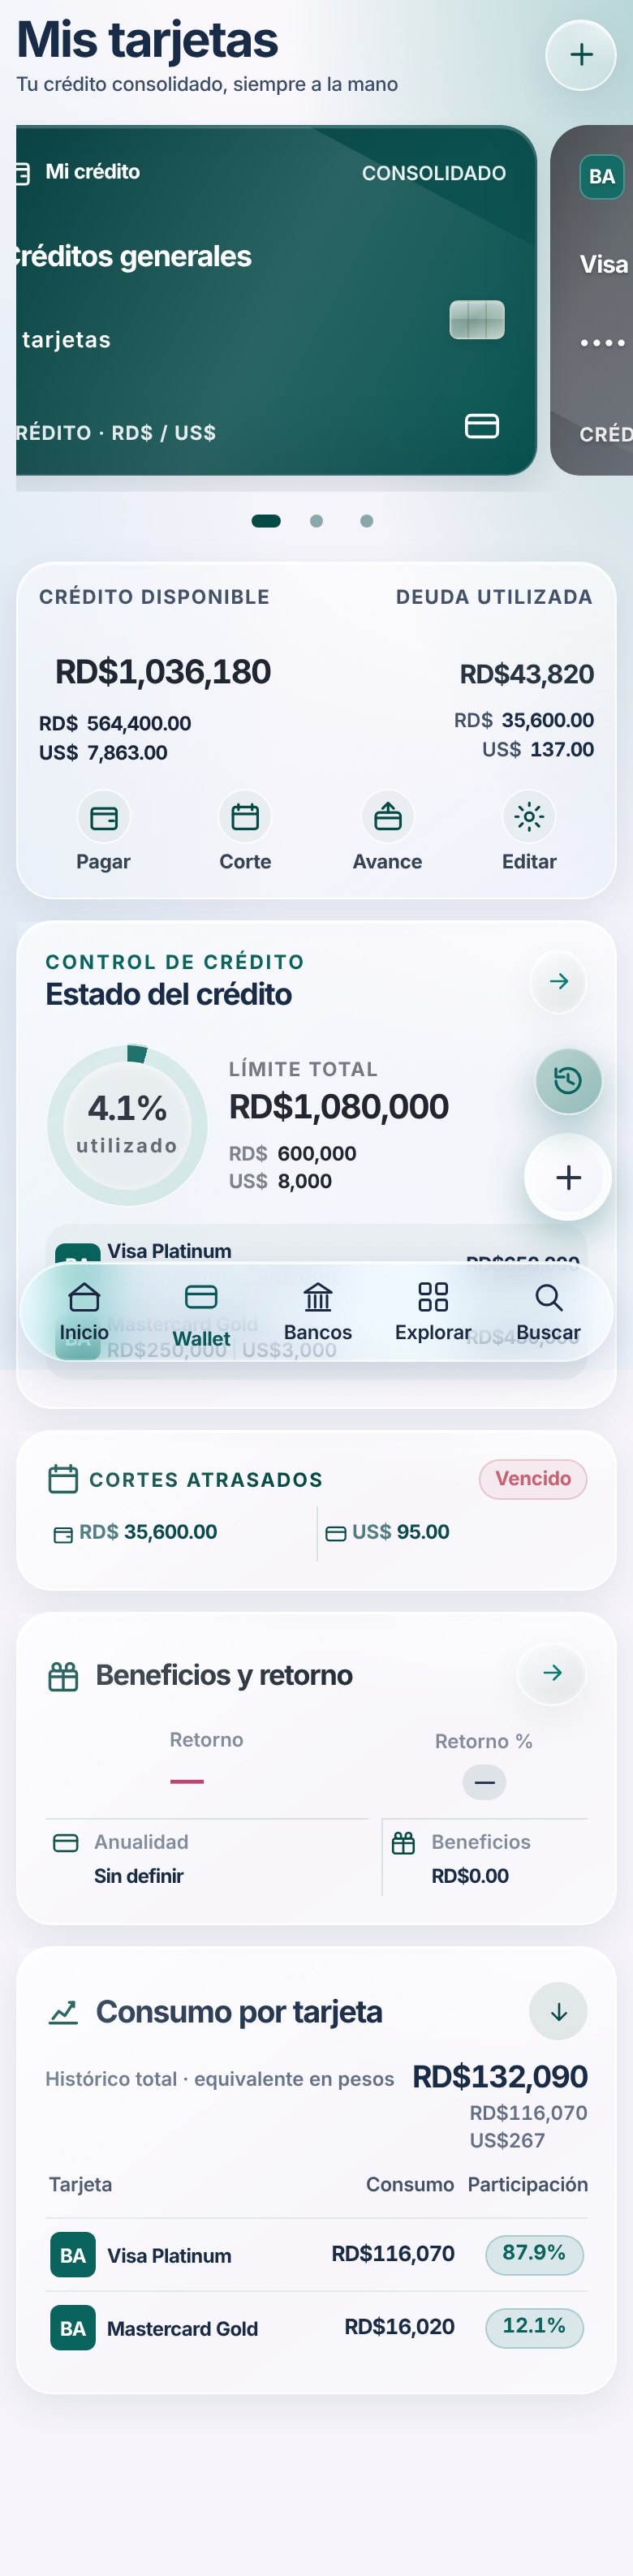 Mis tarjetas
Tu crédito consolidado, siempre a la mano
Mi crédito
CONSOLIDADO
BA
Créditos generales
Visa
tarjetas
••••
RÉDITO · RD$ / US$
CRÉD
CRÉDITO DISPONIBLE
DEUDA UTILIZADA
RD$1,036,180
RD$43,820
RD$ 564,400.00
RD$ 35,600.00
US$ 7,863.00
US$ 137.00
Pagar
Corte
Avance
Editar
CONTROL DE CRÉDITO
Estado del crédito
4.1%
utilizado
LÍMITE TOTAL
RD$1,080,000
RD$ 600,000
US$ 8,000
Visa Platinum
Mastercard Gold
RD$250,000 | US$3,000
Inicio
Wallet
Bancos
Explorar
Buscar
CORTES ATRASADOS
Vencido
RD$ 35,600.00
US$ 95.00
Beneficios y retorno
Retorno
Retorno %
—
—
Anualidad
Sin definir
Beneficios
RD$0.00
Consumo por tarjeta
Histórico total · equivalente en pesos
RD$132,090
RD$116,070
US$267
Tarjeta
Consumo
Participación
BA
Visa Platinum
RD$116,070
87.9%
BA
Mastercard Gold
RD$16,020
12.1%